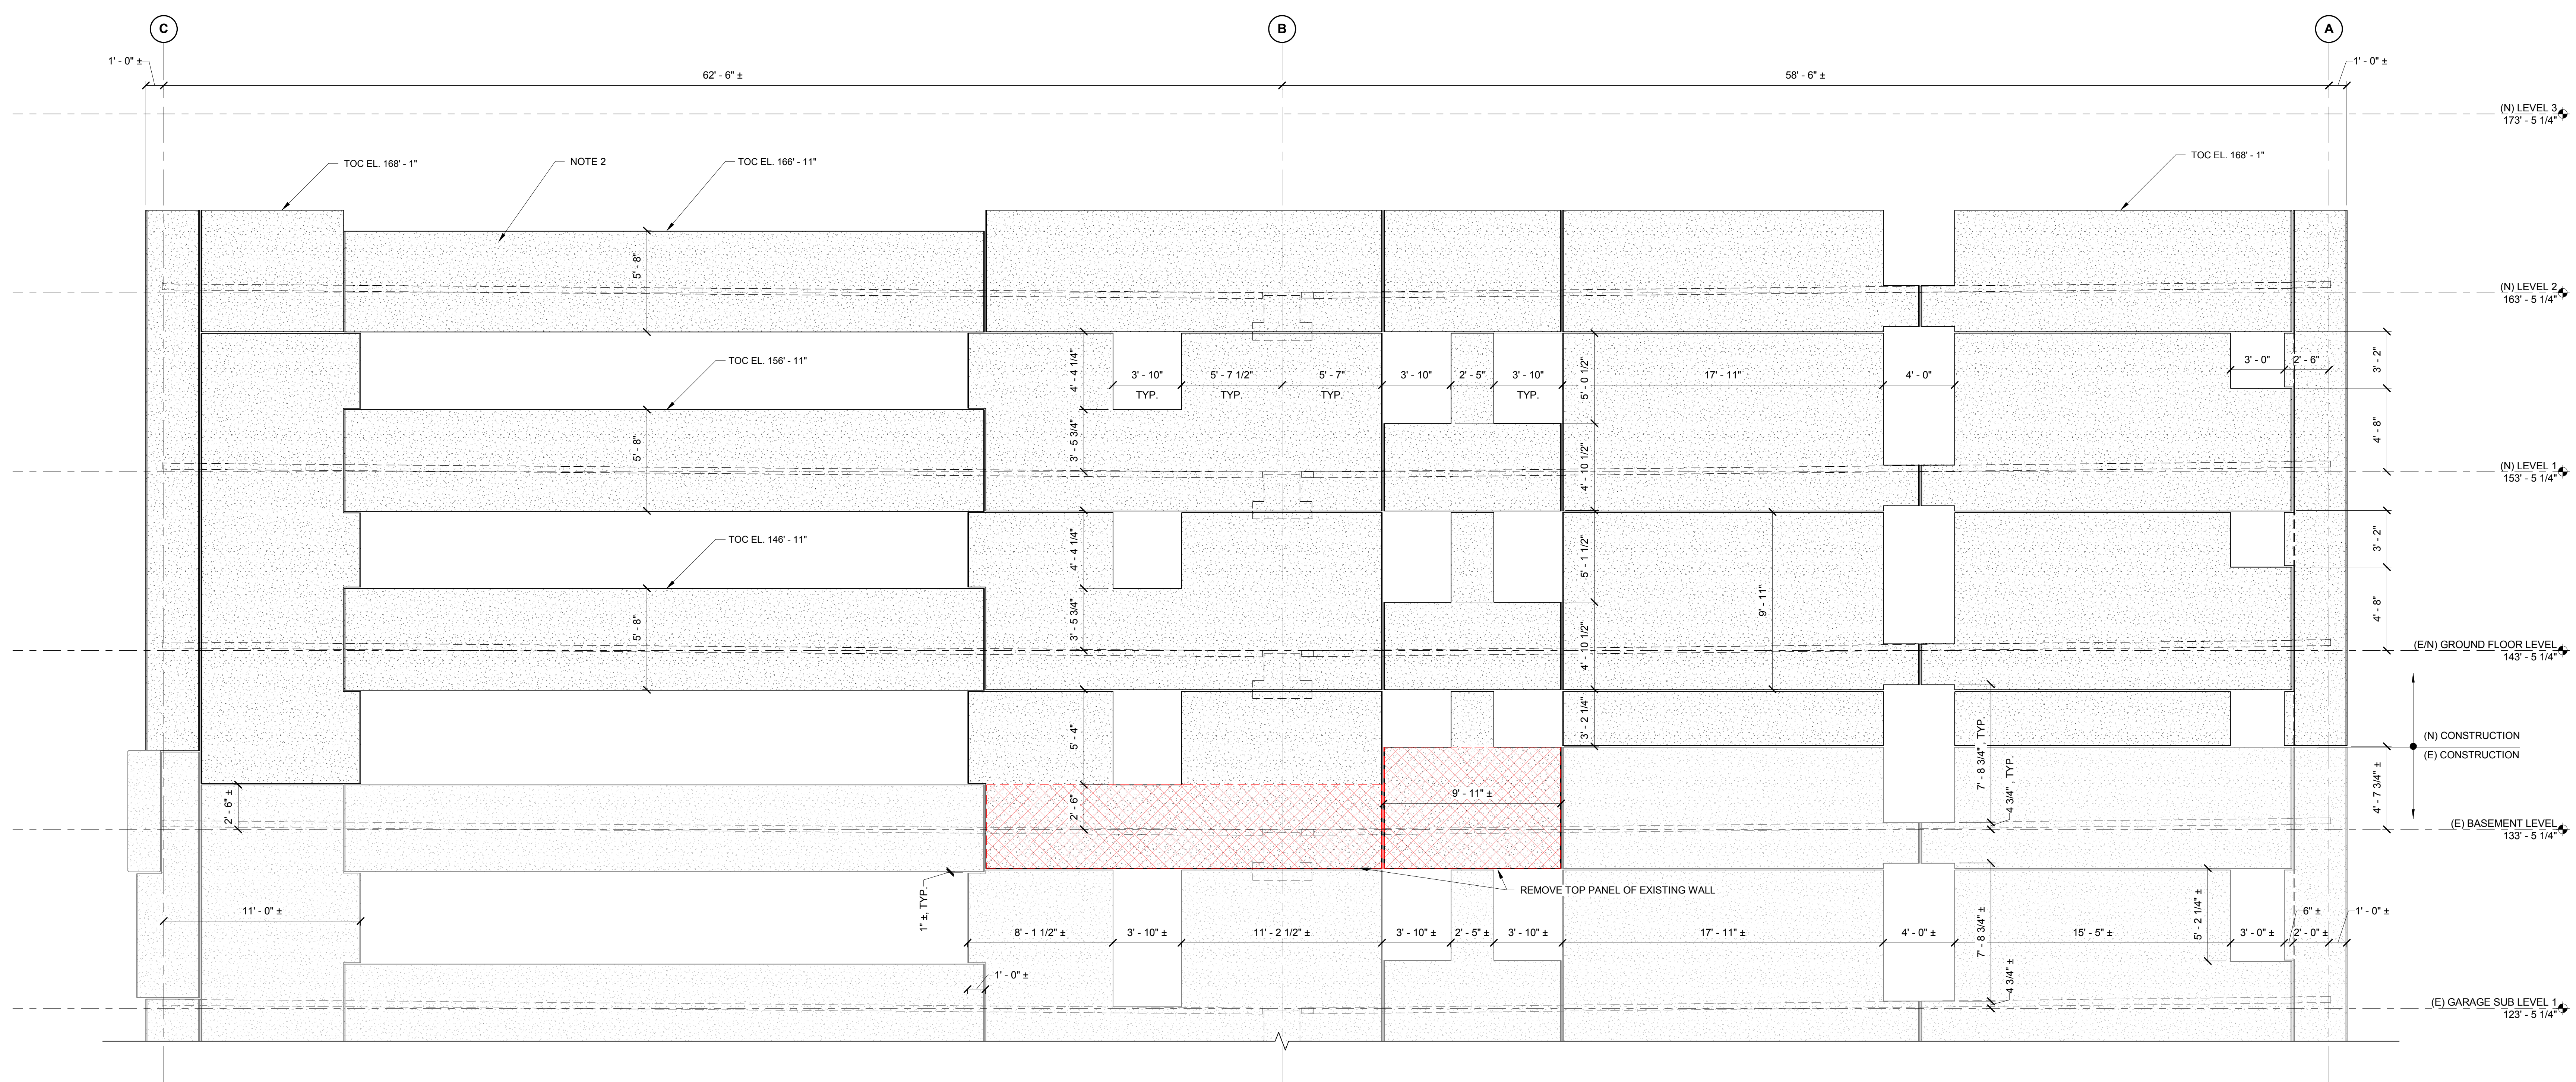 C
B
A
1' - 0" ±
62' - 6" ±
58' - 6" ±
1' - 0" ±
(N) LEVEL 3
173' - 5 1/4"
TOC EL. 168' - 1"
NOTE 2
TOC EL. 166' - 11"
TOC EL. 168' - 1"
5' - 8"
(N) LEVEL 2
163' - 5 1/4"
TOC EL. 156' - 11"
4' - 4 1/4"
3' - 10"
TYP.
5' - 7 1/2"
TYP.
5' - 7"
TYP.
3' - 10"
2' - 5"
3' - 10"
TYP.
5' - 0 1/2"
17' - 11"
4' - 0"
3' - 0"
2' - 6"
3' - 2"
5' - 8"
3' - 5 3/4"
4' - 10 1/2"
4' - 8"
(N) LEVEL 1
153' - 5 1/4"
TOC EL. 146' - 11"
4' - 4 1/4"
5' - 1 1/2"
3' - 2"
5' - 8"
3' - 5 3/4"
4' - 10 1/2"
9' - 11"
4' - 8"
(E/N) GROUND FLOOR LEVEL
143' - 5 1/4"
5' - 4"
3' - 2 1/4"
7' - 8 3/4", TYP.
(N) CONSTRUCTION
(E) CONSTRUCTION
2' - 6" ±
2' - 6"
9' - 11" ±
4 3/4", TYP.
4' - 7 3/4" ±
(E) BASEMENT LEVEL
133' - 5 1/4"
1" ±, TYP.
REMOVE TOP PANEL OF EXISTING WALL
11' - 0" ±
8' - 1 1/2" ±
3' - 10" ±
11' - 2 1/2" ±
3' - 10" ±
2' - 5" ±
3' - 10" ±
17' - 11" ±
4' - 0" ±
7' - 8 3/4" ±
15' - 5" ±
5' - 2 1/4" ±
3' - 0" ±
6" ±
2' - 0" ±
1' - 0" ±
1' - 0" ±
4 3/4" ±
(E) GARAGE SUB LEVEL 1
123' - 5 1/4"